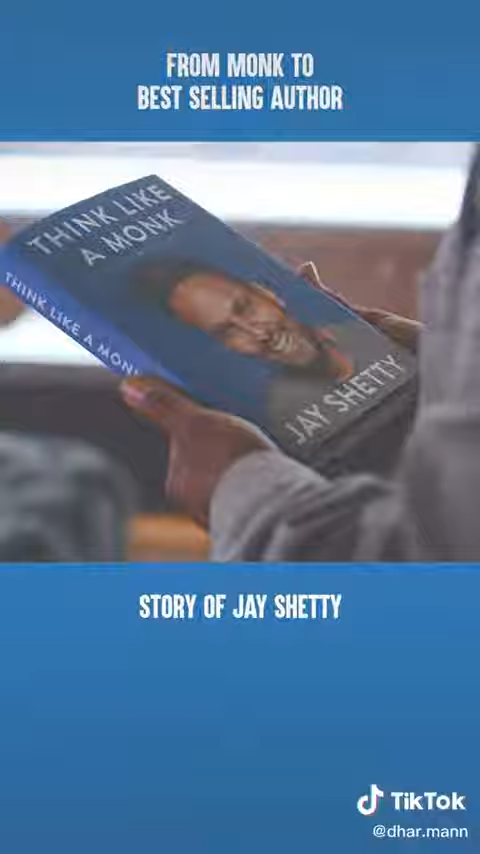 FROM MONK TO
BEST SELLING AUTHOR
THINK LIKE
A MONK
THINK LIKE A MONK
JAY SHETTY
STORY OF JAY SHETTY
TikTok
@dhar.mann